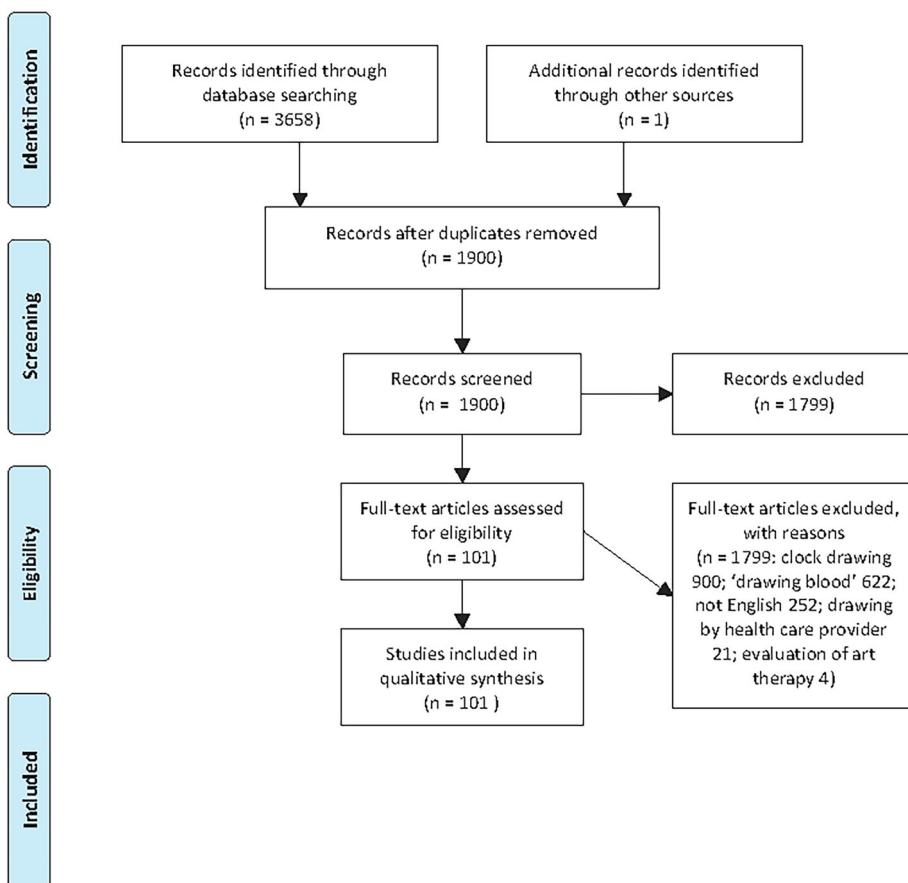 Identification
Records identified through
database searching
(n = 3658)
Additional records identified
through other sources
(n = 1)
Records after duplicates removed
(n = 1900)
Screening
Records screened
(n = 1900)
Records excluded
(n = 1799)
Eligibility
Full-text articles assessed
for eligibility
(n = 101)
Full-text articles excluded,
with reasons
(n = 1799: clock drawing
900; ‘drawing blood’ 622;
not English 252; drawing
by health care provider
21; evaluation of art
therapy 4)
Studies included in
qualitative synthesis
(n = 101 )
Included